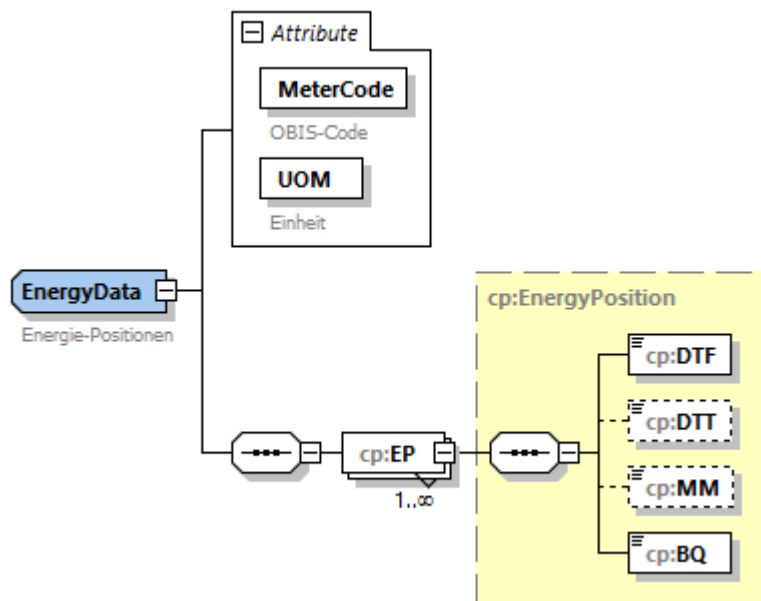 Attribute
MeterCode
OBIS-Code
UOM
Einheit
EnergyData
Energie-Positionen
cp:EnergyPosition
cp:DTF
cp:DTT
cp:EP
1..∞
cp:MM
cp:BQ